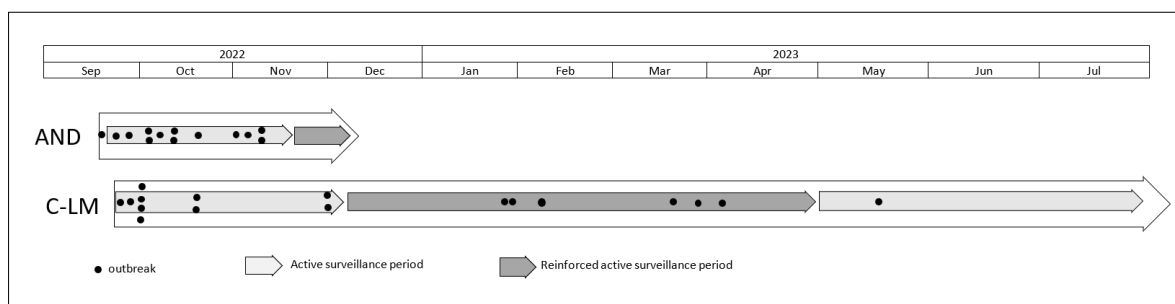 2022 2023
Sep Oct Nov Dec Jan Feb Mar Apr May Jun Jul
AND
C-LM
outbreak Active surveillance period Reinforced active surveillance period